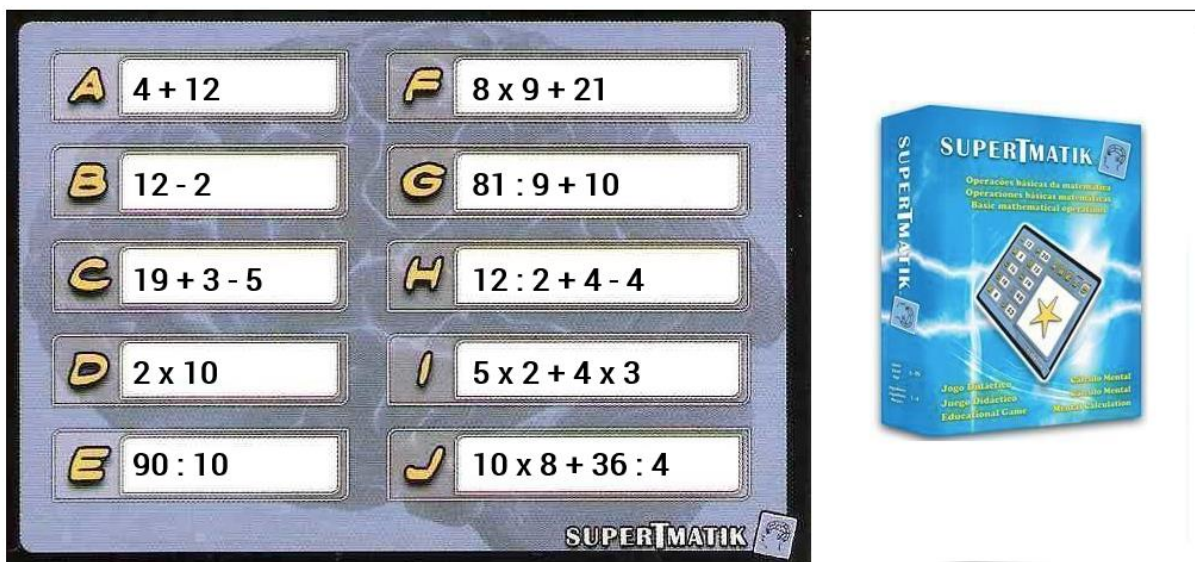 A 4 + 12
B 12 - 2
C 19 + 3 - 5
D 2 x 10
E 90 : 10
F 8 x 9 + 21
G 81 : 9 + 10
H 12 : 2 + 4 - 4
I 5 x 2 + 4 x 3
J 10 x 8 + 36 : 4
SUPERTMATIK
SUPERTMATIK
SUPERTMATIK
Operações básicas da matemática
Operaciones básicas matemáticas
Basic mathematical operations
Jogo Didáctico
Juego Didáctico
Educational Game
Cálculo Mental
Cálculo Mental
Mental Calculation